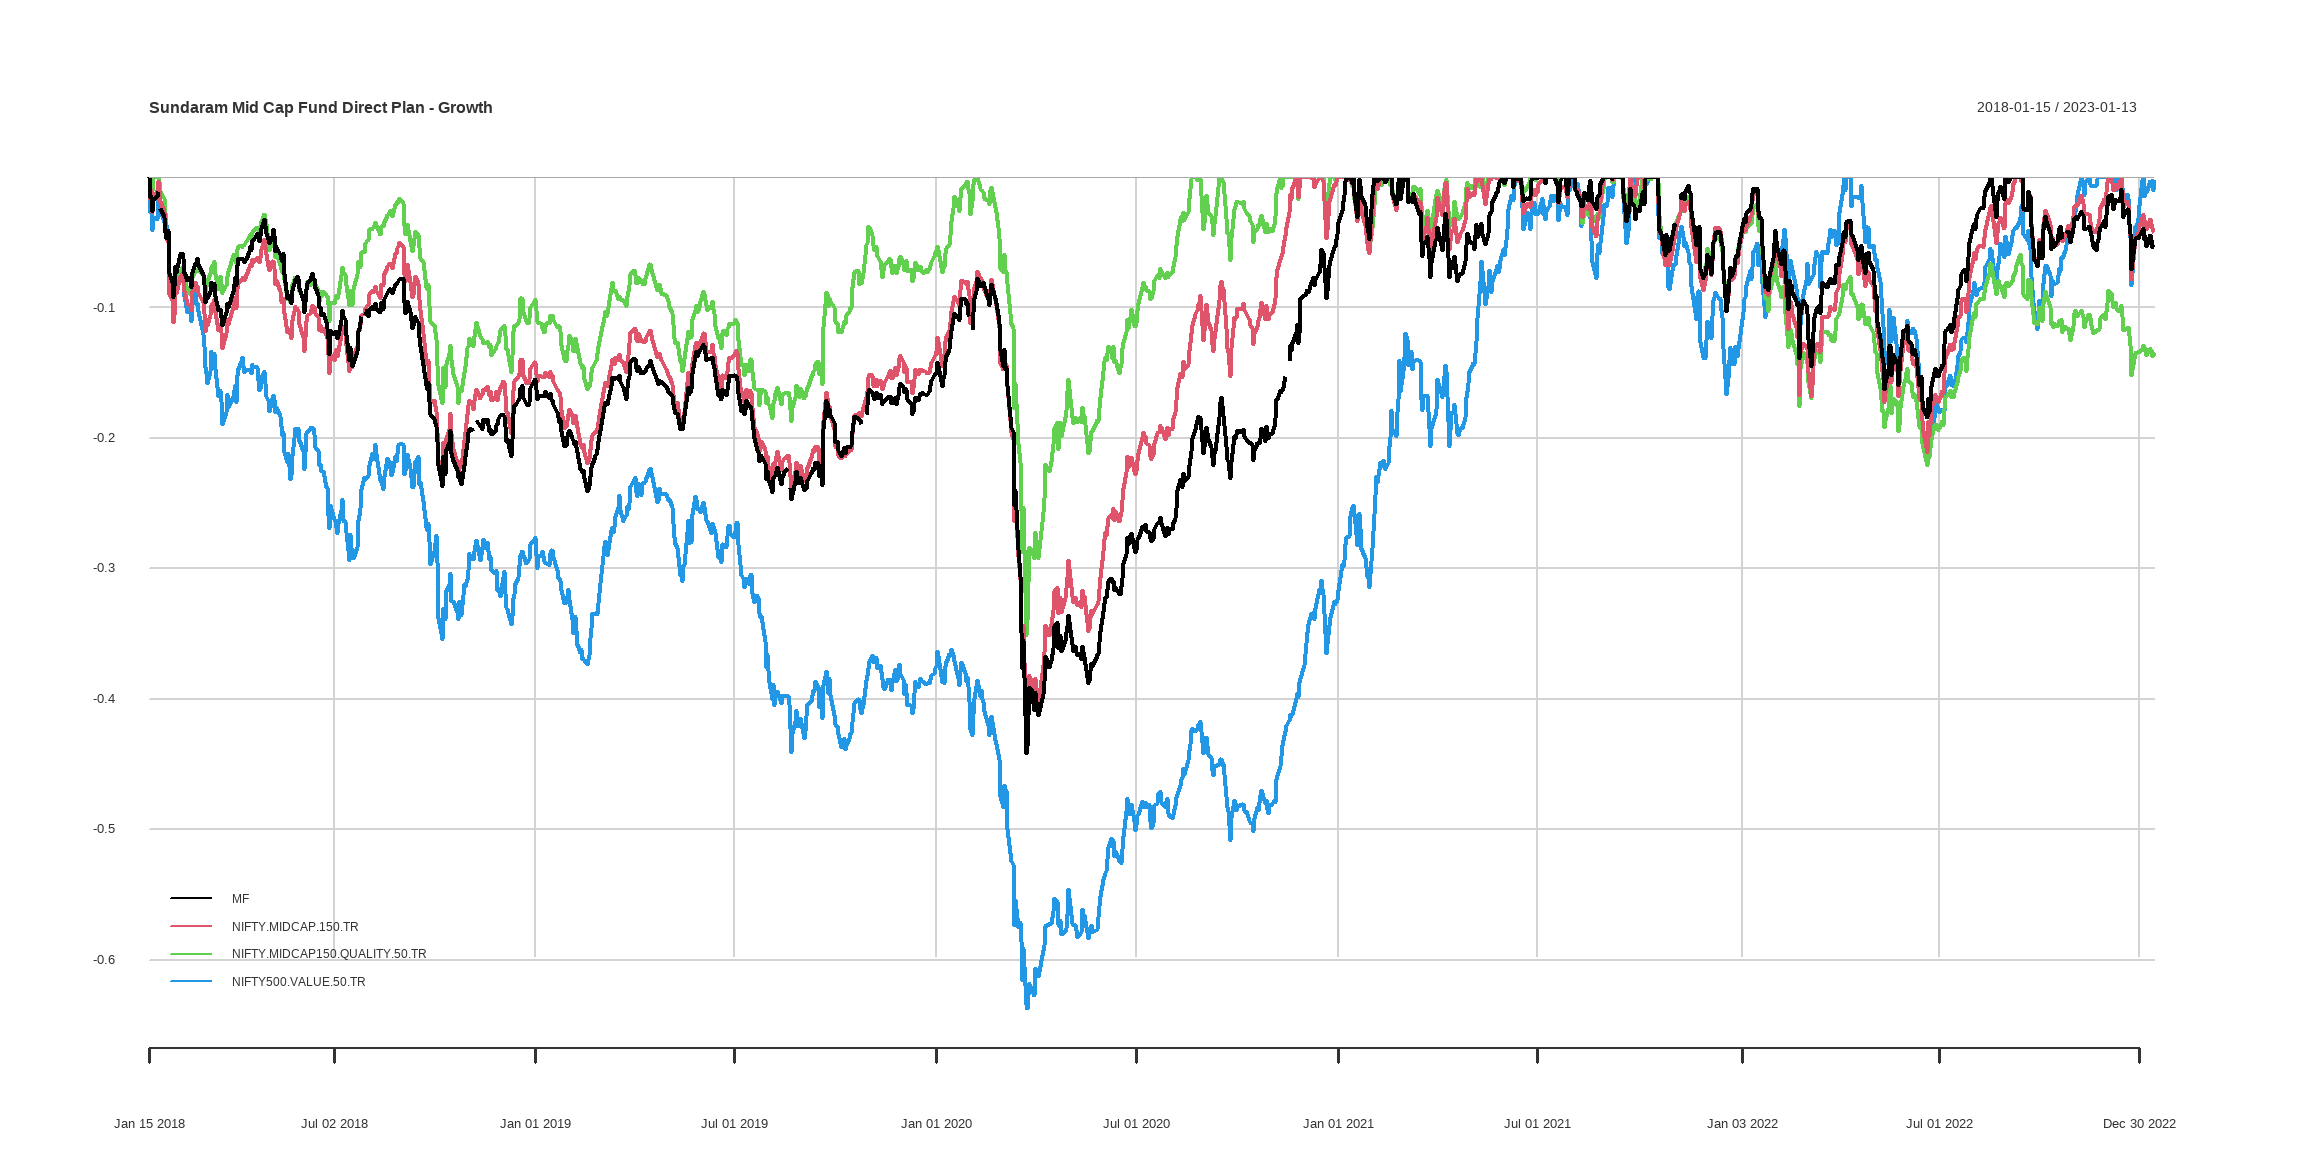 Sundaram Mid Cap Fund Direct Plan - Growth
2018-01-15 / 2023-01-13
-0.1
-0.2
-0.3
-0.4
-0.5
-0.6
MF
NIFTY.MIDCAP.150.TR
NIFTY.MIDCAP150.QUALITY.50.TR
NIFTY500.VALUE.50.TR
Jan 15 2018
Jul 02 2018
Jan 01 2019
Jul 01 2019
Jan 01 2020
Jul 01 2020
Jan 01 2021
Jul 01 2021
Jan 03 2022
Jul 01 2022
Dec 30 2022